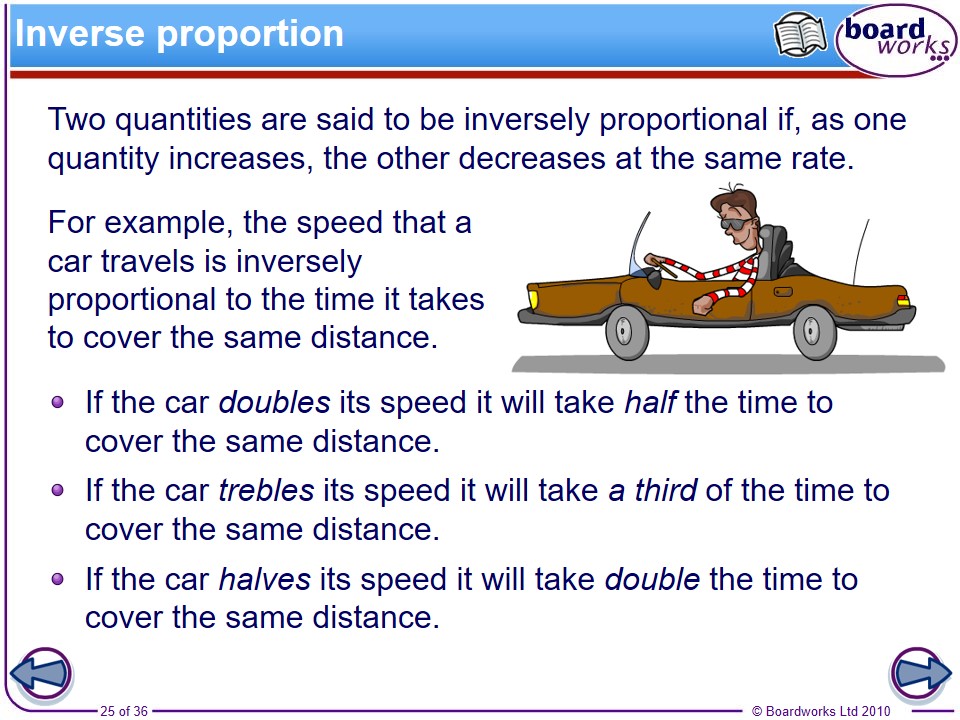 Inverse proportion
board
works
Two quantities are said to be inversely proportional if, as one
quantity increases, the other decreases at the same rate.
For example, the speed that a
car travels is inversely
proportional to the time it takes
to cover the same distance.
If the car doubles its speed it will take half the time to
cover the same distance.
If the car trebles its speed it will take a third of the time to
cover the same distance.
If the car halves its speed it will take double the time to
cover the same distance.
25 of 36
© Boardworks Ltd 2010